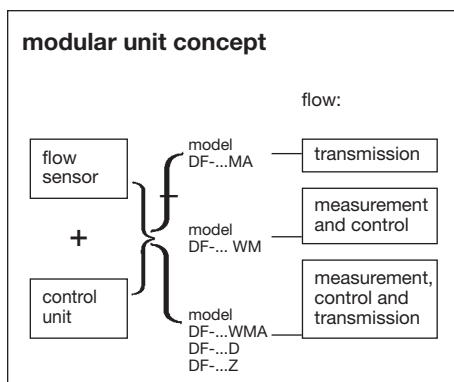 modular unit concept
flow:
flow
sensor
+
control
unit
model
DF-...MA
transmission
model
DF-... WM
measurement
and control
model
DF-...WMA
DF-...D
DF-...Z
measurement,
control and
transmission